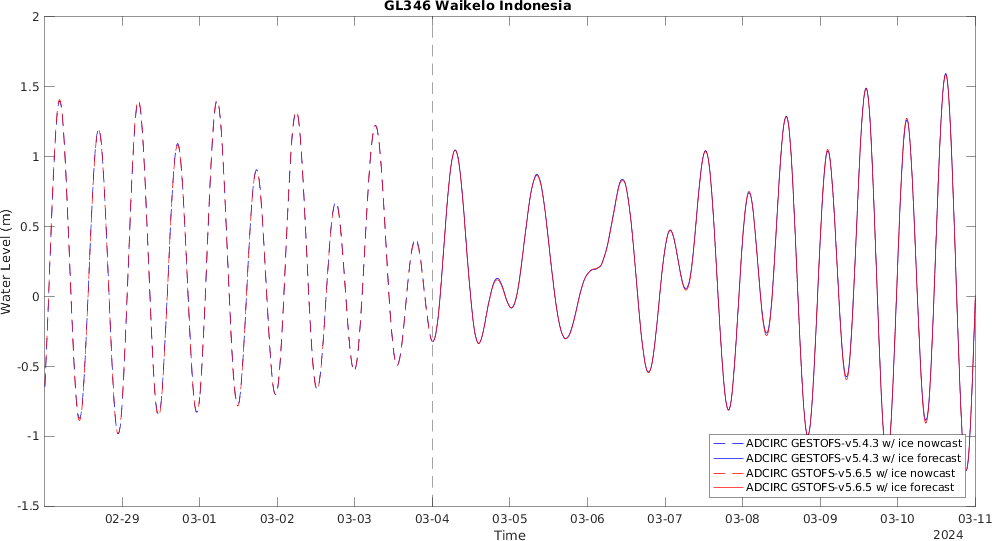 GL346 Waikelo Indonesia
2
1.5
1
0.5
0
-0.5
-1
-1.5
Water Level (m)
ADCIRC GESTOFS-v5.4.3 w/ ice nowcast
ADCIRC GESTOFS-v5.4.3 w/ ice forecast
ADCIRC GSTOFS-v5.6.5 w/ ice nowcast
ADCIRC GSTOFS-v5.6.5 w/ ice forecast
02-29 03-01 03-02 03-03 03-04 03-05 03-06 03-07 03-08 03-09 03-10 03-11
Time
2024